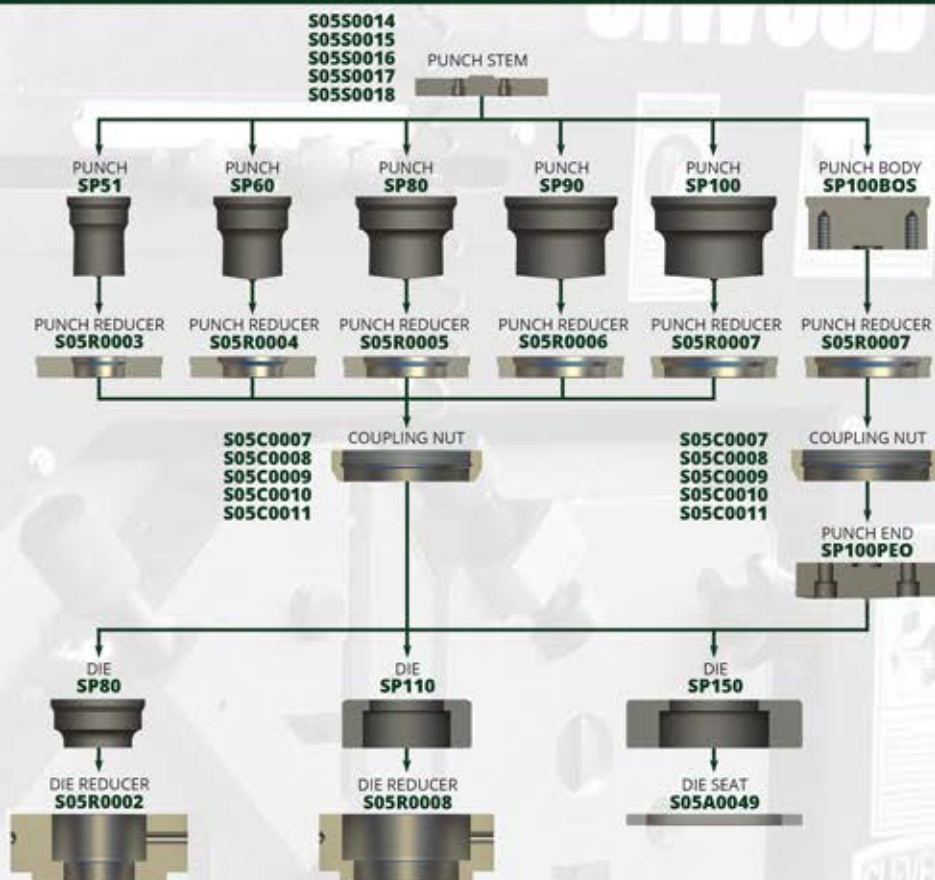 S05S0014
S05S0015
S05S0016
S05S0017
S05S0018
PUNCH STEM
PUNCH
SP51
PUNCH
SP60
PUNCH
SP80
PUNCH
SP90
PUNCH
SP100
PUNCH BODY
SP100BOS
PUNCH REDUCER
S05R0003
PUNCH REDUCER
S05R0004
PUNCH REDUCER
S05R0005
PUNCH REDUCER
S05R0006
PUNCH REDUCER
S05R0007
PUNCH REDUCER
S05R0007
S05C0007
S05C0008
S05C0009
S05C0010
S05C0011
COUPLING NUT
S05C0007
S05C0008
S05C0009
S05C0010
S05C0011
COUPLING NUT
PUNCH END
SP100PEO
DIE
SP80
DIE
SP110
DIE
SP150
DIE REDUCER
S05R0002
DIE REDUCER
S05R0008
DIE SEAT
S05A0049